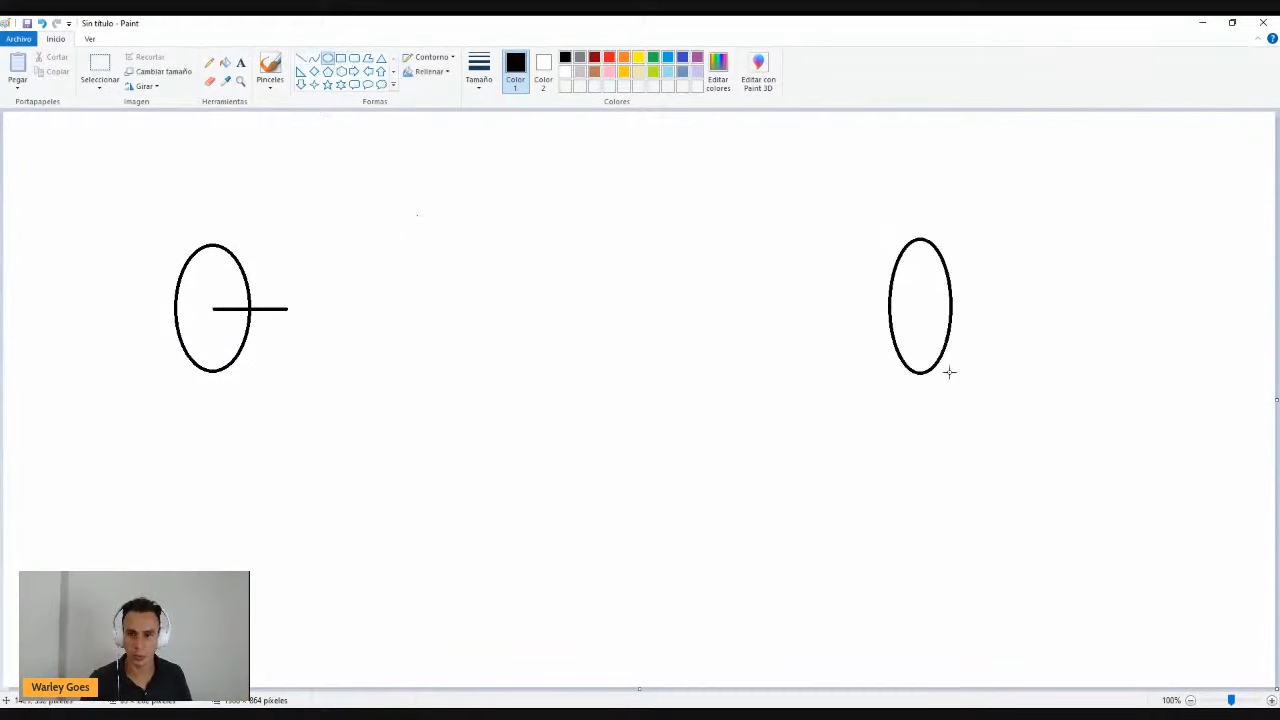 Sin título - Paint
Archivo
Inicio
Ver
Pegar
Cortar
Copiar
Portapapeles
Seleccionar
Recortar
Cambiar tamaño
Girar
Imagen
A
Herramientas
Pinceles
Contorno
Rellenar
Formas
Tamaño
Color 1
Color 2
Editar colores
Editar con Paint 3D
Colores
Warley Goes
píxeles
100%